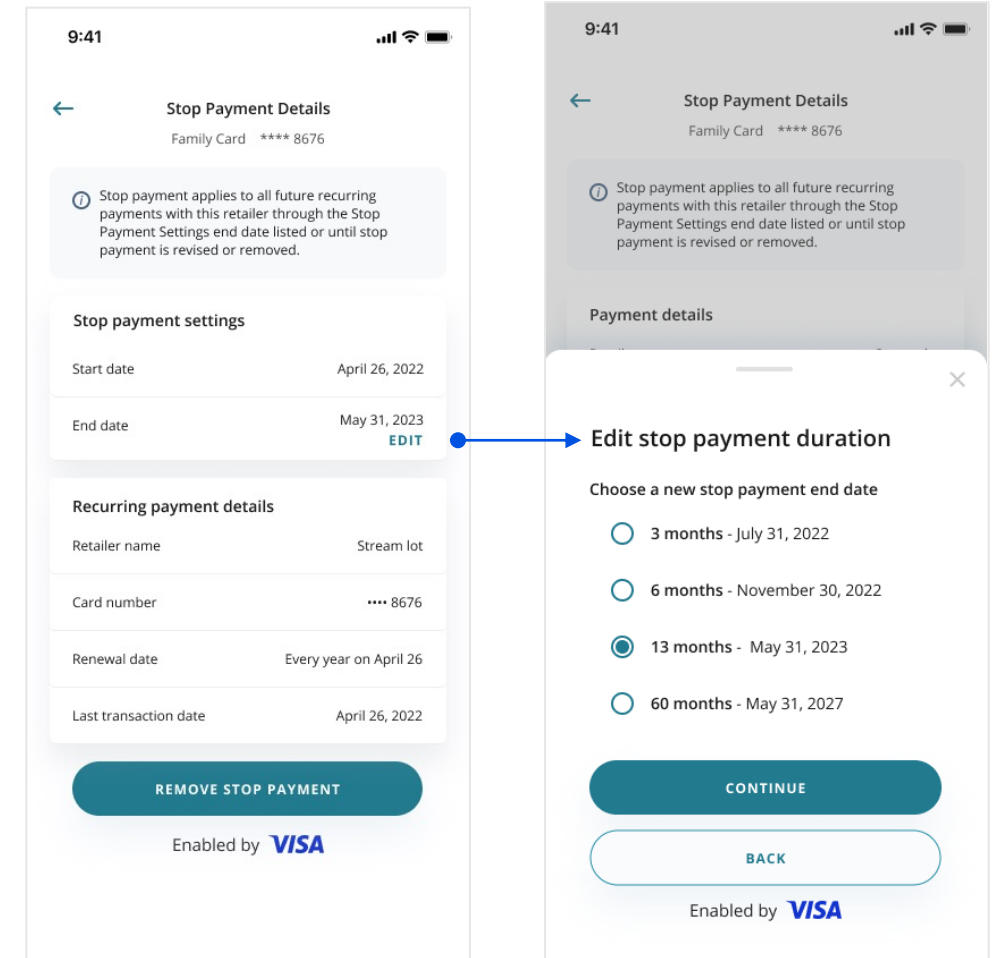 9:41
Stop Payment Details
Family Card **** 8676
Stop payment applies to all future recurring
payments with this retailer through the Stop
Payment Settings end date listed or until stop
payment is revised or removed.
Stop payment settings
Start date April 26, 2022
End date May 31, 2023
EDIT
Recurring payment details
Retailer name Stream lot
Card number •••• 8676
Renewal date Every year on April 26
Last transaction date April 26, 2022
REMOVE STOP PAYMENT
Enabled by VISA
9:41
Stop Payment Details
Family Card **** 8676
Stop payment applies to all future recurring
payments with this retailer through the Stop
Payment Settings end date listed or until stop
payment is revised or removed.
Payment details
Edit stop payment duration
Choose a new stop payment end date
3 months - July 31, 2022
6 months - November 30, 2022
13 months - May 31, 2023
60 months - May 31, 2027
CONTINUE
BACK
Enabled by VISA